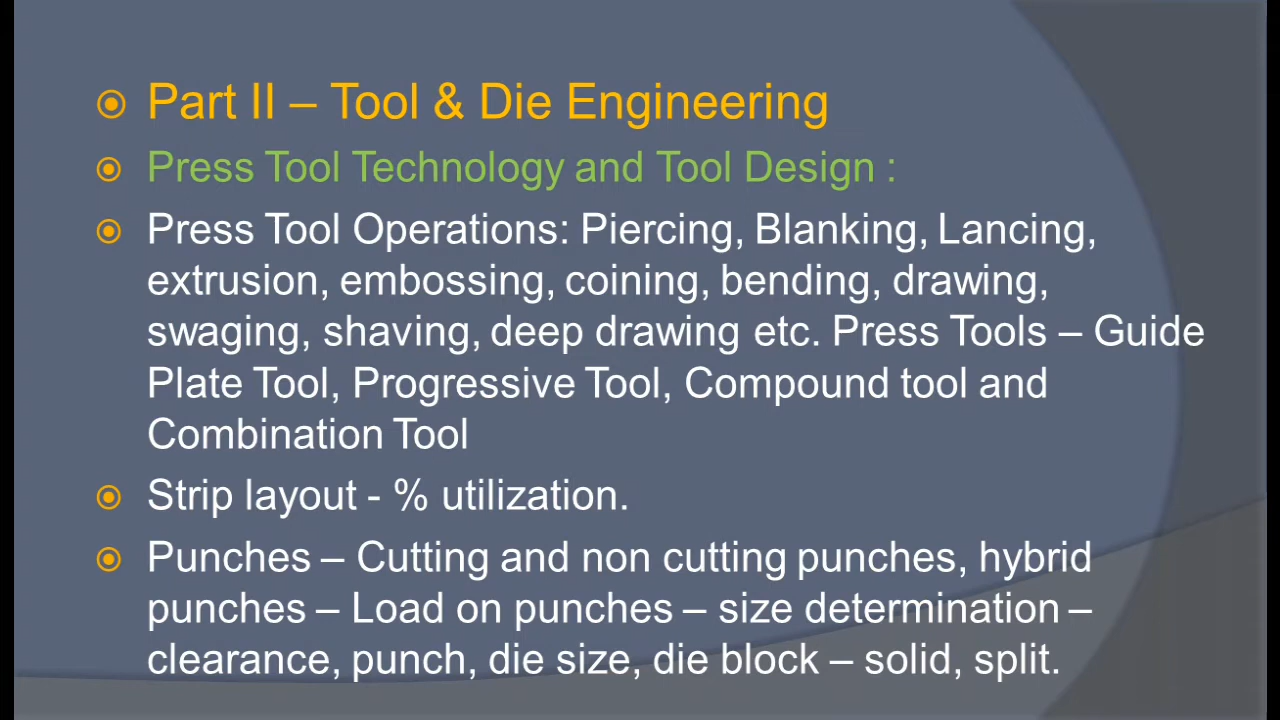 Part II – Tool & Die Engineering
Press Tool Technology and Tool Design :
Press Tool Operations: Piercing, Blanking, Lancing,
extrusion, embossing, coining, bending, drawing,
swaging, shaving, deep drawing etc. Press Tools – Guide
Plate Tool, Progressive Tool, Compound tool and
Combination Tool
Strip layout - % utilization.
Punches – Cutting and non cutting punches, hybrid
punches – Load on punches – size determination –
clearance, punch, die size, die block – solid, split.